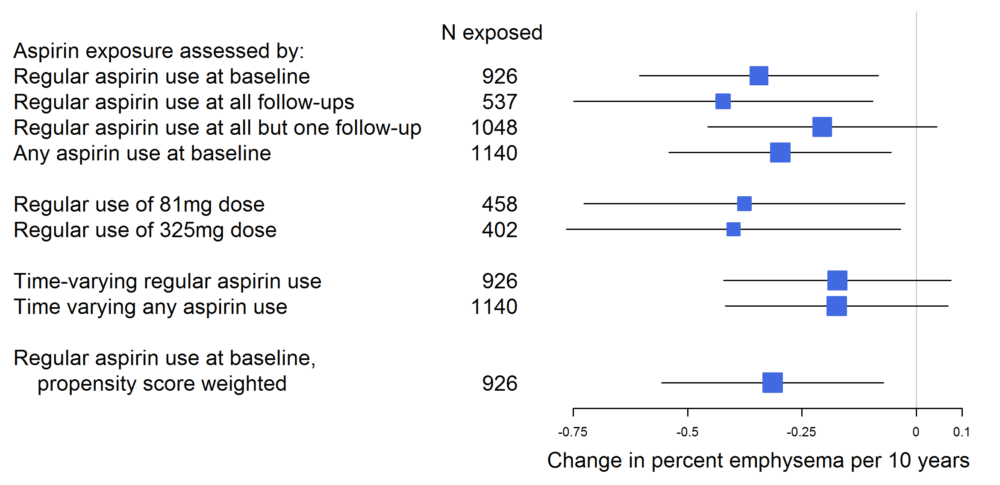 N exposed
Aspirin exposure assessed by:
Regular aspirin use at baseline 926
Regular aspirin use at all follow-ups 537
Regular aspirin use at all but one follow-up 1048
Any aspirin use at baseline 1140
Regular use of 81mg dose 458
Regular use of 325mg dose 402
Time-varying regular aspirin use 926
Time varying any aspirin use 1140
Regular aspirin use at baseline,
propensity score weighted 926
-0.75 -0.5 -0.25 0 0.1
Change in percent emphysema per 10 years